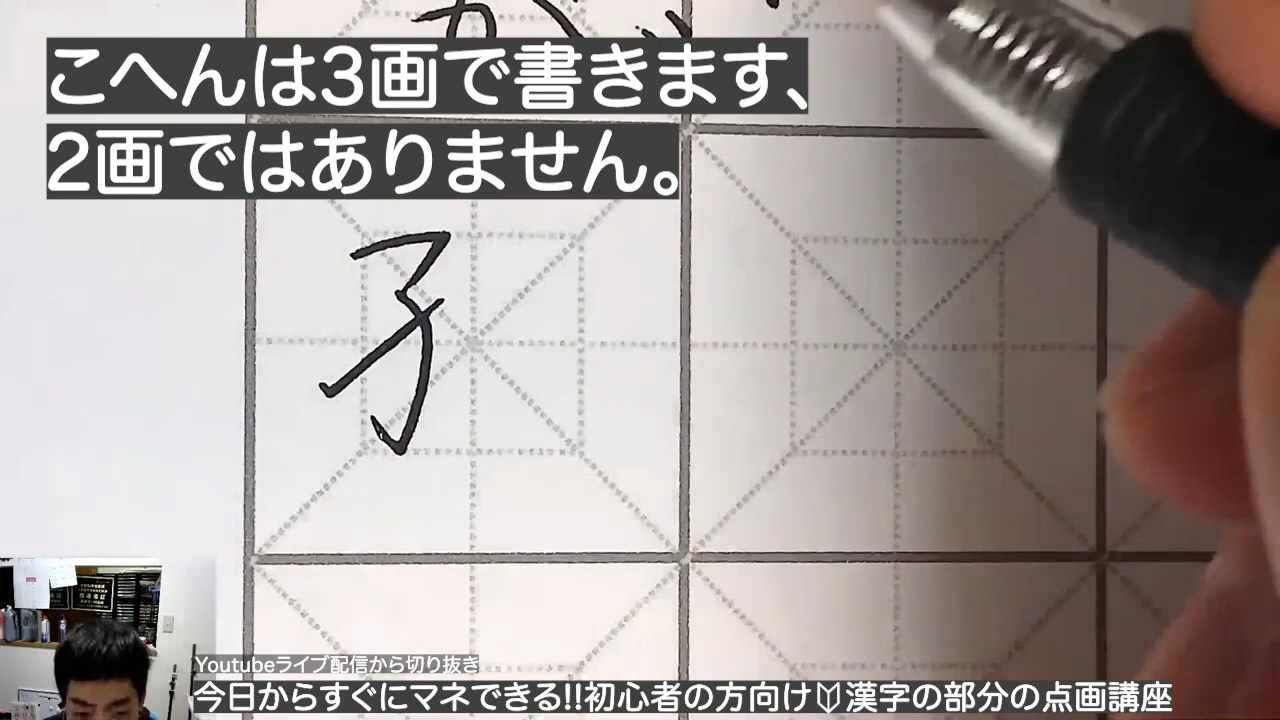 こへんは3画で書きます、
2画ではありません。
孑
Youtubeライブ配信から切り抜き
今日からすぐにマネできる!!初心者の方向け🔰漢字の部分の点画講座